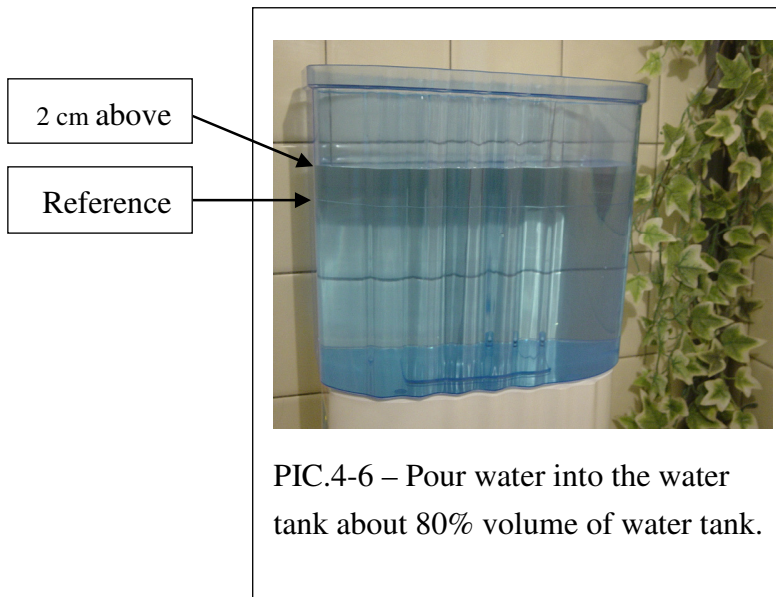 2 cm above
Reference
PIC.4-6 – Pour water into the water
tank about 80% volume of water tank.